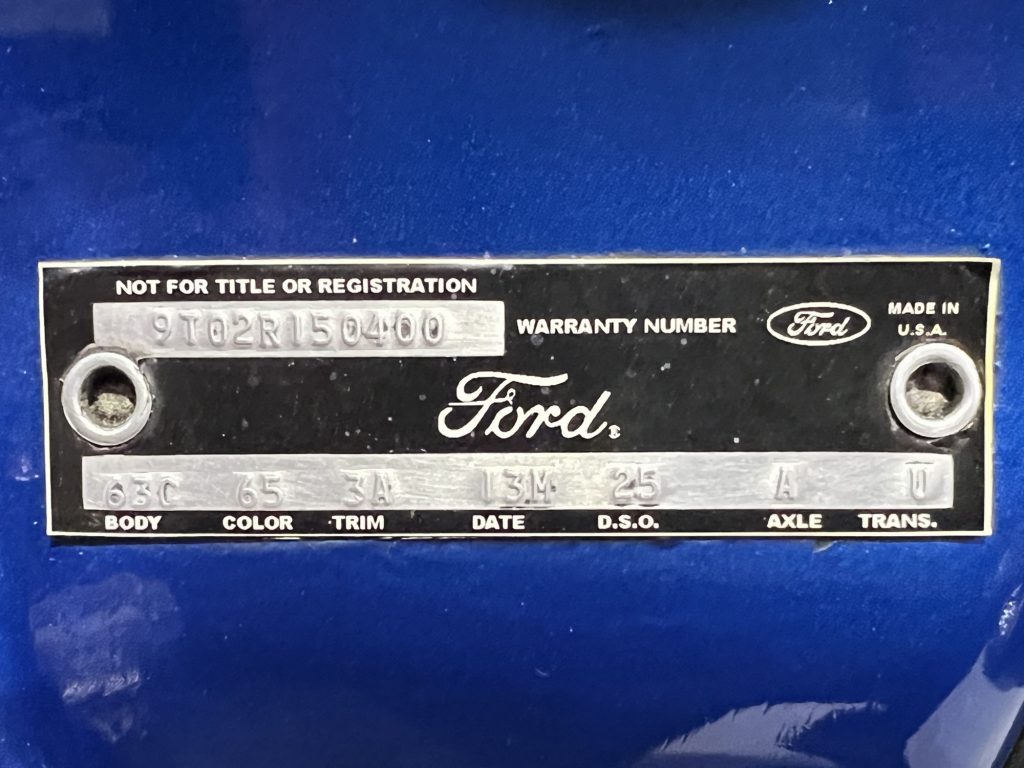 NOT FOR TITLE OR REGISTRATION
9T02R150400 WARRANTY NUMBER Ford MADE IN U.S.A.
Ford
63C 65 3A 13M 25 A U
BODY COLOR TRIM DATE D.S.O. AXLE TRANS.